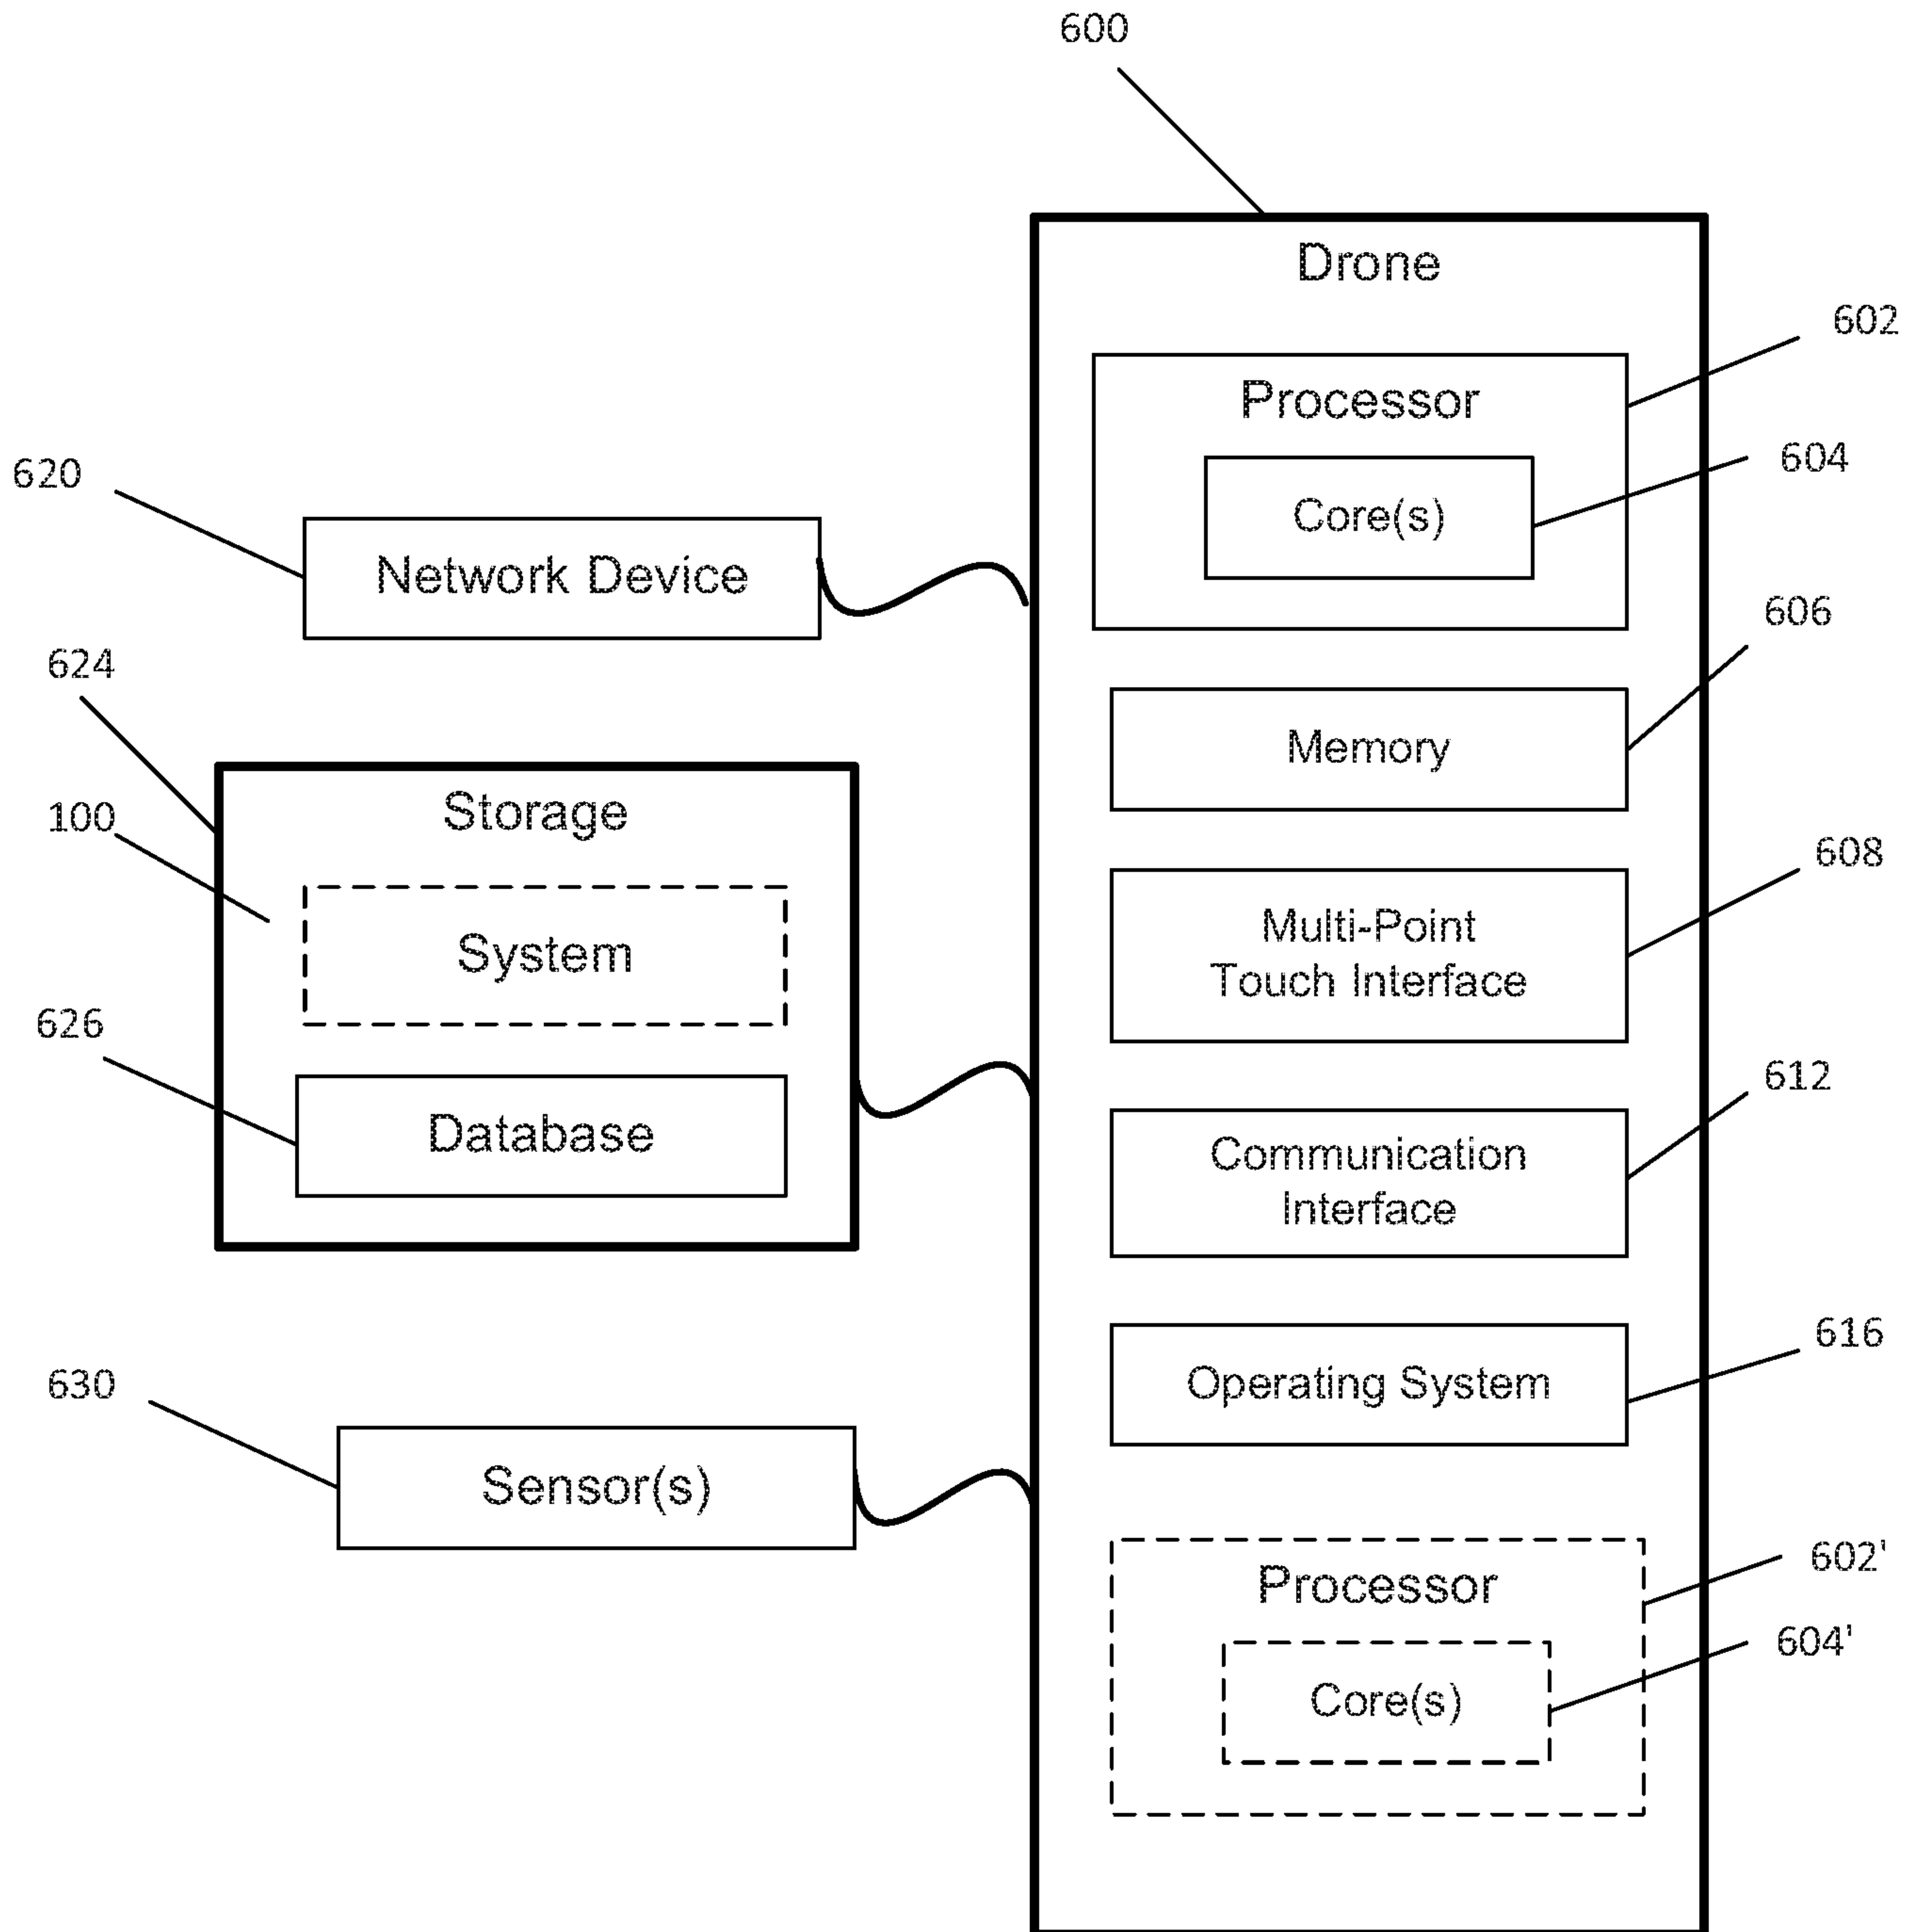 600
Drone
602
Processor
604
Core(s)
620
Network Device
606
Memory
624
Storage
100
System
608
Multi-Point
Touch Interface
626
Database
612
Communication
Interface
616
Operating System
630
Sensor(s)
602'
Processor
604'
Core(s)